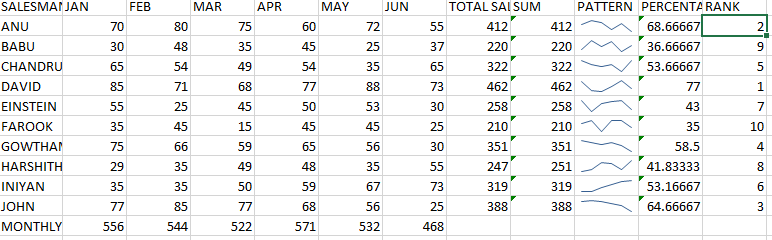 SALESMAN JAN FEB MAR APR MAY JUN TOTAL SAL SUM PATTERN PERCENTA RANK
ANU 70 80 75 60 72 55 412 412 68.66667 2
BABU 30 48 35 45 25 37 220 220 36.66667 9
CHANDRU 65 54 49 54 35 65 322 322 53.66667 5
DAVID 85 71 68 77 88 73 462 462 77 1
EINSTEIN 55 25 45 50 53 30 258 258 43 7
FAROOK 35 45 15 45 45 25 210 210 35 10
GOWTHAM 75 66 59 65 56 30 351 351 58.5 4
HARSHITH 29 35 49 48 35 55 247 251 41.83333 8
INIYAN 35 35 50 59 67 73 319 319 53.16667 6
JOHN 77 85 77 68 56 25 388 388 64.66667 3
MONTHLY 556 544 522 571 532 468